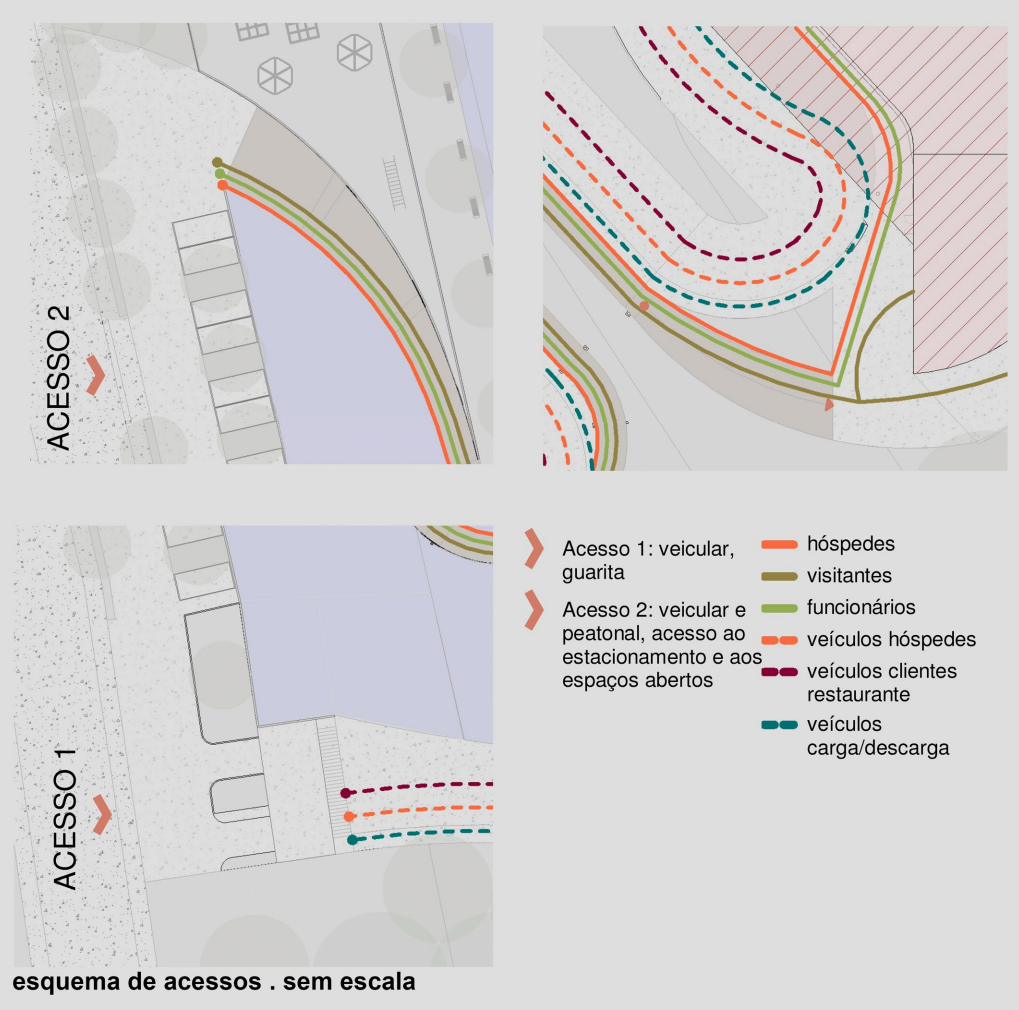 ACESSO 2
ACESSO 1
Acesso 1: veicular,
guarita
Acesso 2: veicular e
peatonal, acesso ao
estacionamento e aos
espaços abertos
hóspedes
visitantes
funcionários
veículos hóspedes
veículos clientes
restaurante
veículos
carga/descarga
esquema de acessos . sem escala